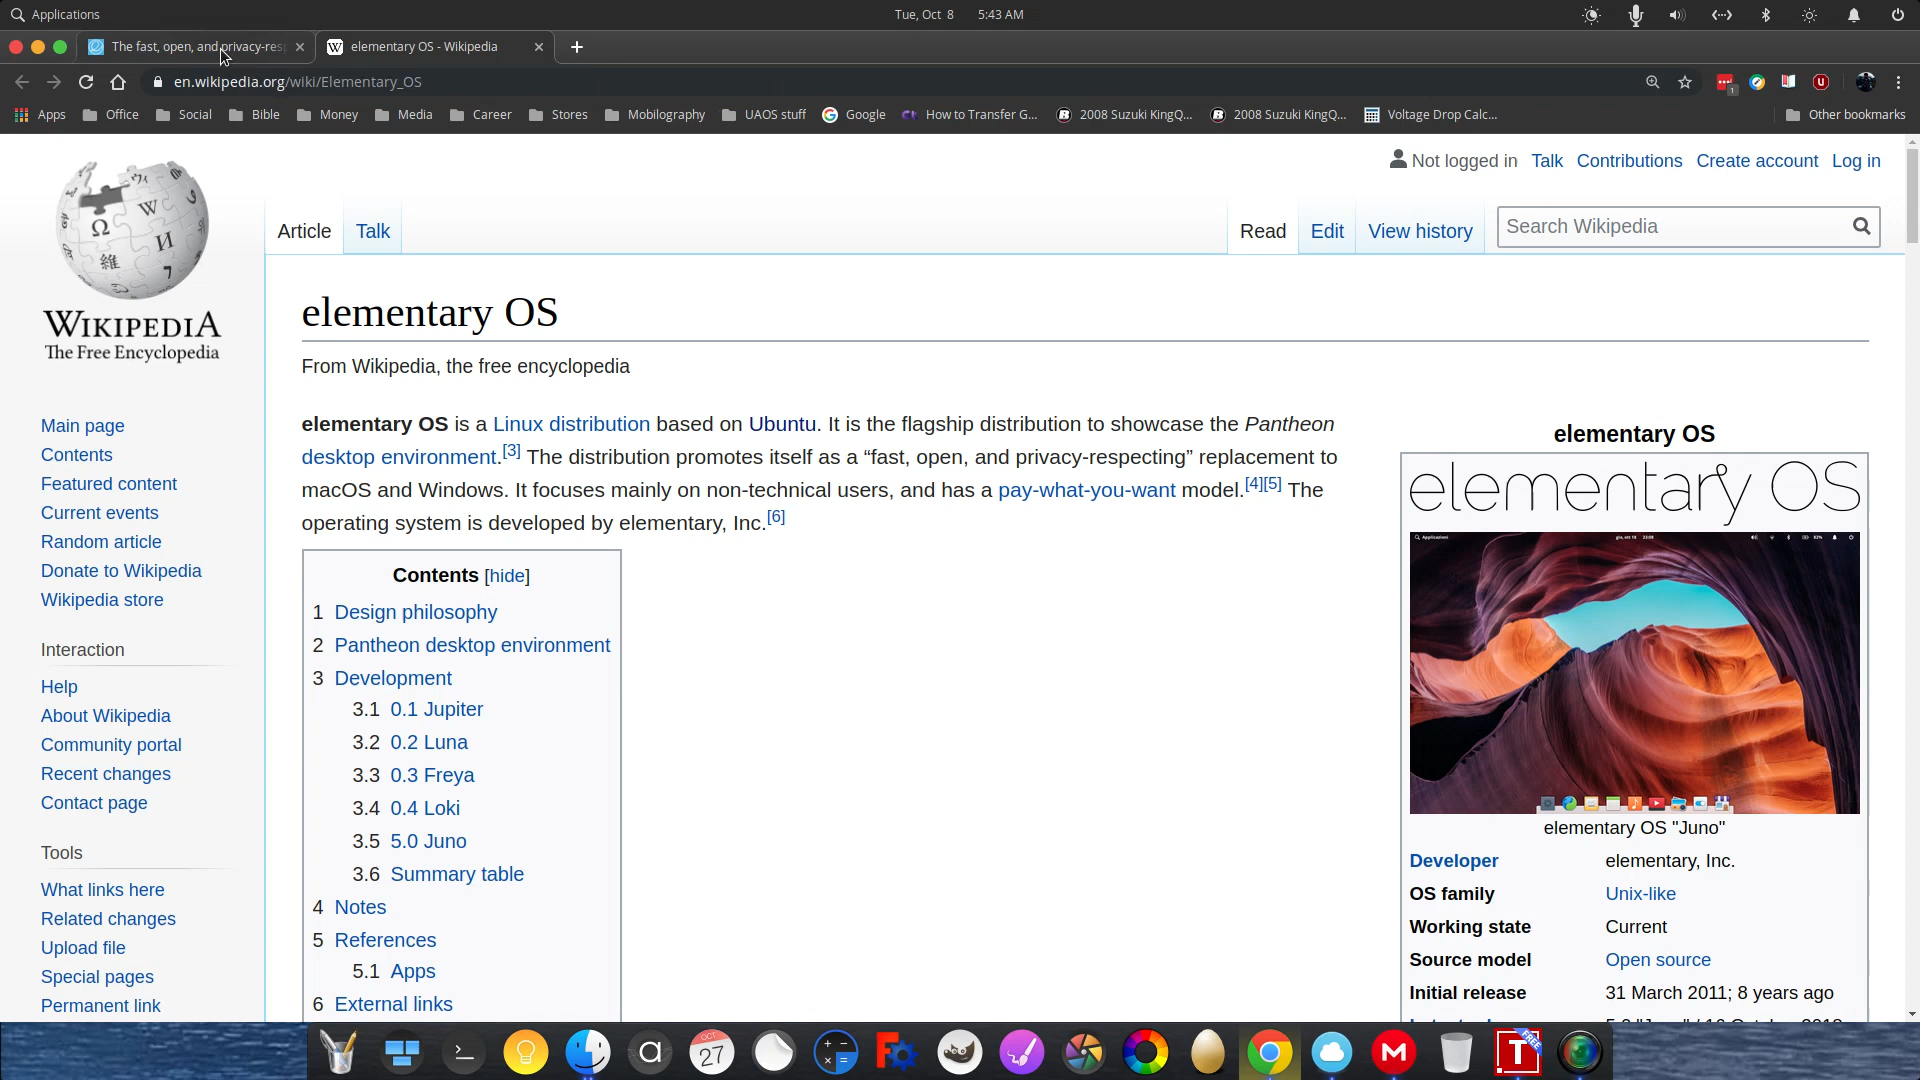 Applications
Tue, Oct 8 5:43 AM
The fast, open, and privacy-res
elementary OS - Wikipedia
en.wikipedia.org/wiki/Elementary_OS
Apps Office Social Bible Money Media Career Stores Mobilography UAOS stuff Google How to Transfer G... 2008 Suzuki KingQ... 2008 Suzuki KingQ... Voltage Drop Calc... Other bookmarks
Not logged in Talk Contributions Create account Log in
Article Talk Read Edit View history Search Wikipedia
WIKIPEDIA
The Free Encyclopedia
Main page
Contents
Featured content
Current events
Random article
Donate to Wikipedia
Wikipedia store
Interaction
Help
About Wikipedia
Community portal
Recent changes
Contact page
Tools
What links here
Related changes
Upload file
Special pages
Permanent link
elementary OS
From Wikipedia, the free encyclopedia
elementary OS is a Linux distribution based on Ubuntu. It is the flagship distribution to showcase the Pantheon
desktop environment.[3] The distribution promotes itself as a “fast, open, and privacy-respecting” replacement to
macOS and Windows. It focuses mainly on non-technical users, and has a pay-what-you-want model.[4][5] The
operating system is developed by elementary, Inc.[6]
Contents [hide]
1 Design philosophy
2 Pantheon desktop environment
3 Development
3.1 0.1 Jupiter
3.2 0.2 Luna
3.3 0.3 Freya
3.4 0.4 Loki
3.5 5.0 Juno
3.6 Summary table
4 Notes
5 References
5.1 Apps
6 External links
elementary OS
elementary OS
elementary OS "Juno"
Developer elementary, Inc.
OS family Unix-like
Working state Current
Source model Open source
Initial release 31 March 2011; 8 years ago
OCT
27
FREE
T